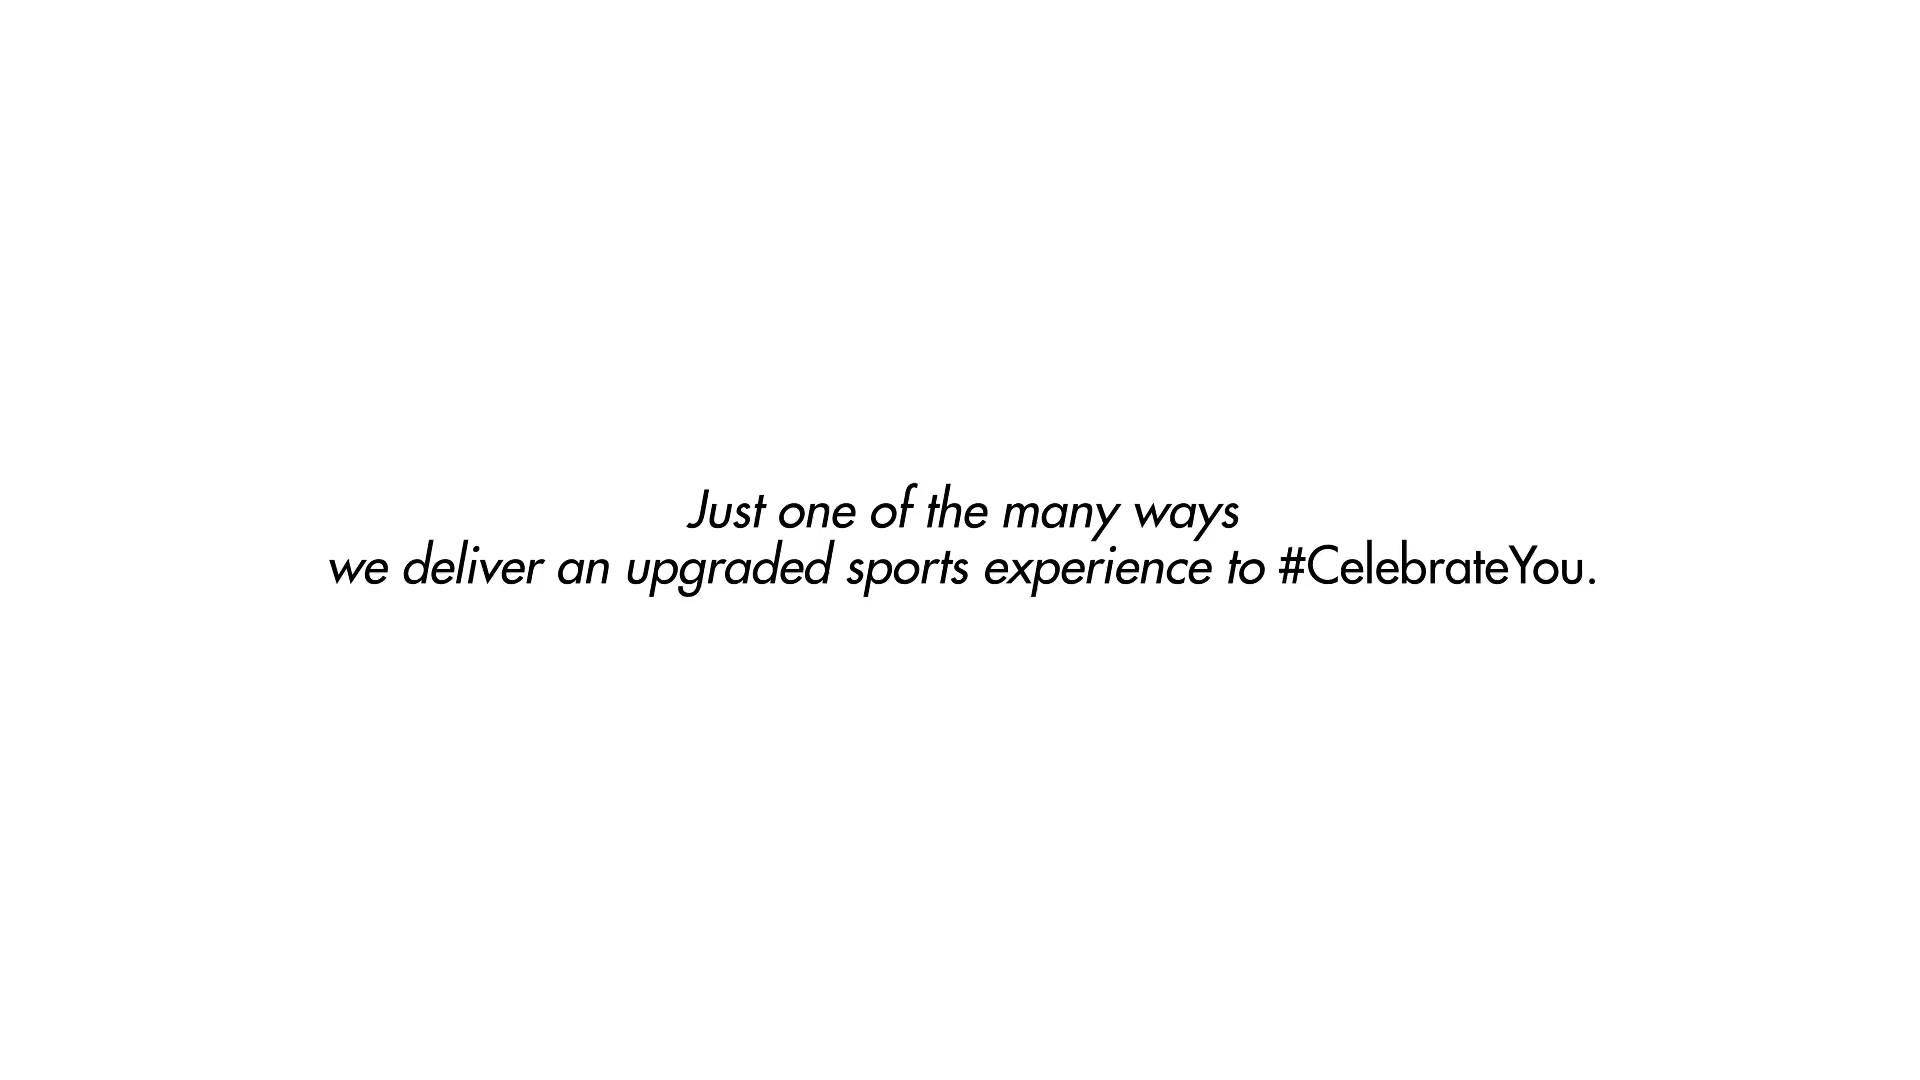 Just one of the many ways
we deliver an upgraded sports experience to #CelebrateYou.